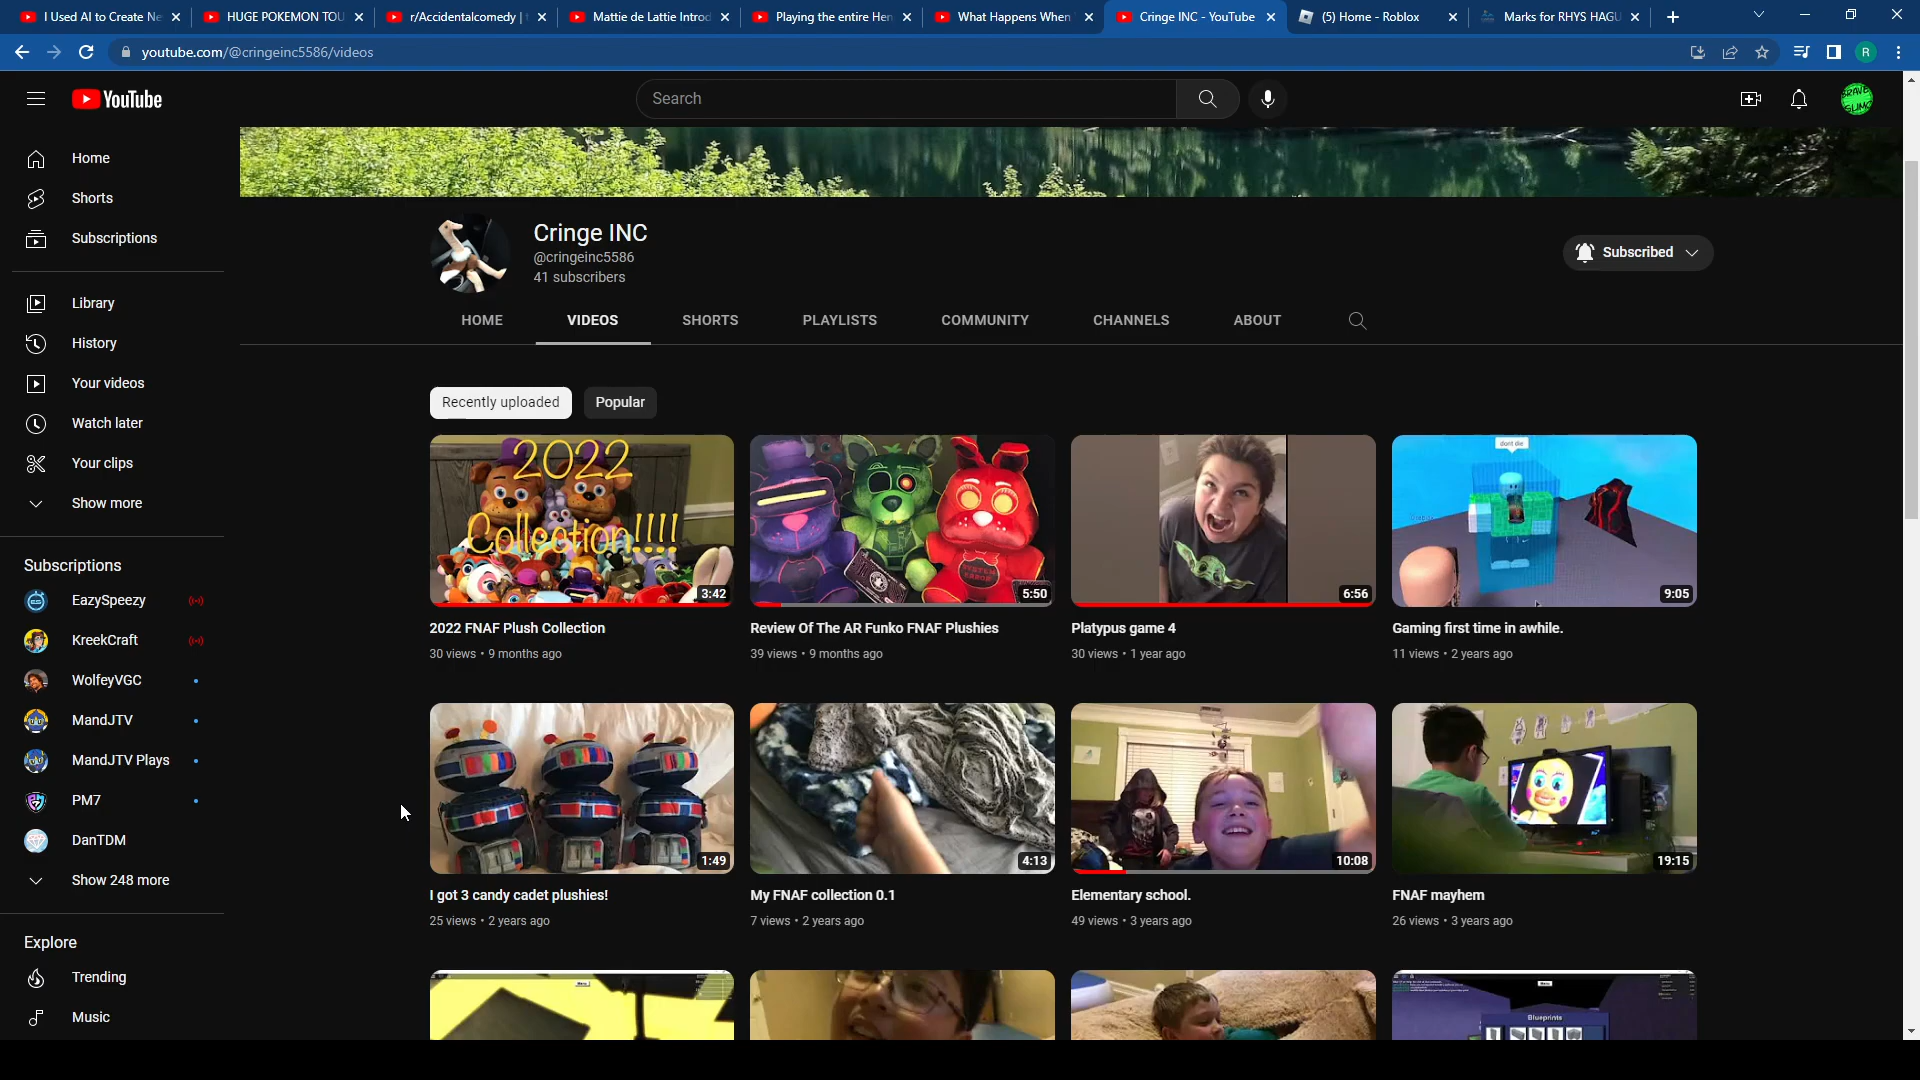 I Used AI to Create Ne
HUGE POKEMON TOU
r/Accidentalcomedy |
Mattie de Lattie Introd
Playing the entire Hen
What Happens When
Cringe INC - YouTube
(5) Home - Roblox
Marks for RHYS HAGU
youtube.com/@cringeinc5586/videos
R
YouTube
Search
BRAVE SLIME
Home
Shorts
Subscriptions
Library
History
Your videos
Watch later
Your clips
Show more
Subscriptions
EazySpeezy
KreekCraft
WolfeyVGC
MandJTV
MandJTV Plays
PM7
DanTDM
Show 248 more
Explore
Trending
Music
Cringe INC
@cringeinc5586
41 subscribers
Subscribed
HOME VIDEOS SHORTS PLAYLISTS COMMUNITY CHANNELS ABOUT
Recently uploaded Popular
2022
Collection!!!!
3:42
2022 FNAF Plush Collection
30 views • 9 months ago
SYSTEM
ERROR
5:50
Review Of The AR Funko FNAF Plushies
39 views • 9 months ago
6:56
Platypus game 4
30 views • 1 year ago
dont die
9:05
Gaming first time in awhile.
11 views • 2 years ago
1:49
I got 3 candy cadet plushies!
25 views • 2 years ago
4:13
My FNAF collection 0.1
7 views • 2 years ago
10:08
Elementary school.
49 views • 3 years ago
19:15
FNAF mayhem
26 views • 3 years ago
Menu
Menu
Blueprints